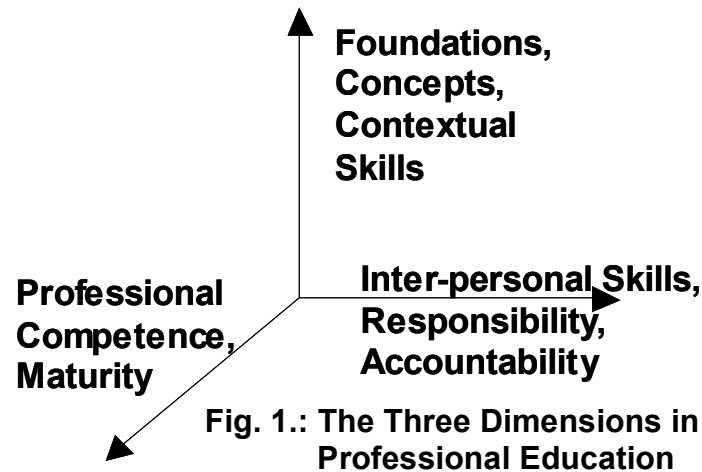 Foundations,
Concepts,
Contextual
Skills
Inter-personal Skills,
Responsibility,
Accountability
Professional
Competence,
Maturity
Fig. 1.: The Three Dimensions in
Professional Education